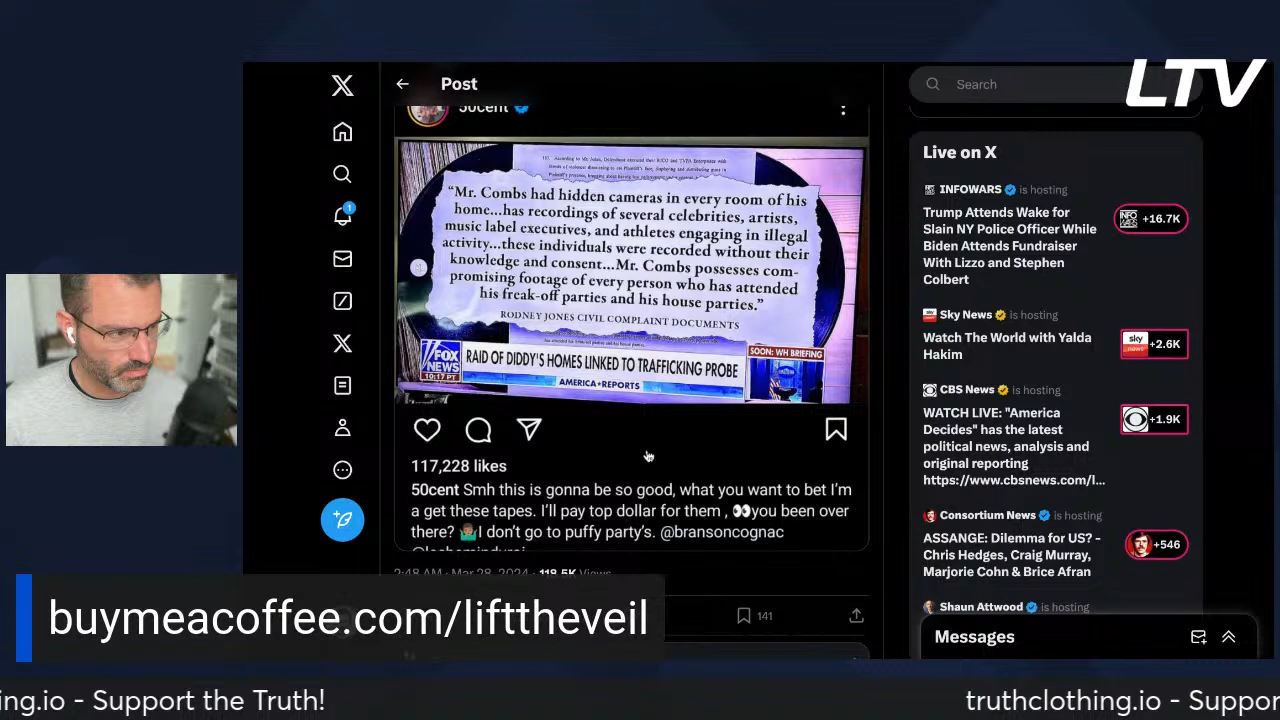 LTV
Post
Search
50cent
Live on X
INFOWARS is hosting
Trump Attends Wake for
Slain NY Police Officer While
Biden Attends Fundraiser
With Lizzo and Stephen
Colbert
INFO
WARS
+16.7K
Sky News is hosting
Watch The World with Yalda
Hakim
sky
news
+2.6K
CBS News is hosting
WATCH LIVE: "America
Decides" has the latest
political news, analysis and
original reporting
https://www.cbsnews.com/l...
+1.9K
Consortium News is hosting
ASSANGE: Dilemma for US? -
Chris Hedges, Craig Murray,
Marjorie Cohn & Brice Afran
+546
Shaun Attwood is hosting
Messages
1
“Mr. Combs had hidden cameras in every room of his
home...has recordings of several celebrities, artists,
music label executives, and athletes engaging in illegal
activity...these individuals were recorded without their
knowledge and consent...Mr. Combs possesses com-
promising footage of every person who has attended
his freak-off parties and his house parties.”
RODNEY JONES CIVIL COMPLAINT DOCUMENTS
FOX
NEWS
10:17 PT
RAID OF DIDDY'S HOMES LINKED TO TRAFFICKING PROBE
AMERICA★REPORTS
SOON: WH BRIEFING
117,228 likes
50cent Smh this is gonna be so good, what you want to bet I’m
a get these tapes. I’ll pay top dollar for them , 👀you been over
there? 🤷🏽‍♂️I don’t go to puffy party’s. @bransoncognac
2:48 AM · Mar 28, 2024 · 118.5K Views
141
buymeacoffee.com/lifttheveil
ng.io - Support the Truth!
truthclothing.io - Suppor